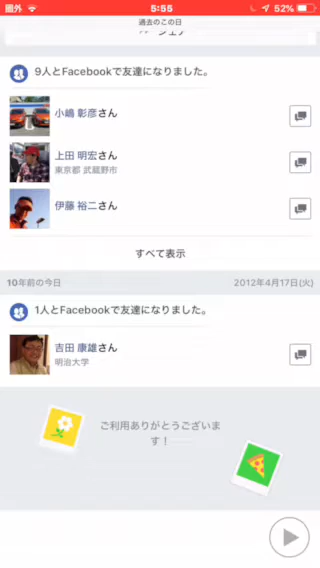 圏外
5:55
52%
過去のこの日
シェア
9人とFacebookで友達になりました。
小嶋 彰彦さん
上田 明宏さん
東京都 武蔵野市
伊藤 裕二さん
すべて表示
10年前の今日
2012年4月17日(火)
1人とFacebookで友達になりました。
吉田 康雄さん
明治大学
ご利用ありがとうございま
す！